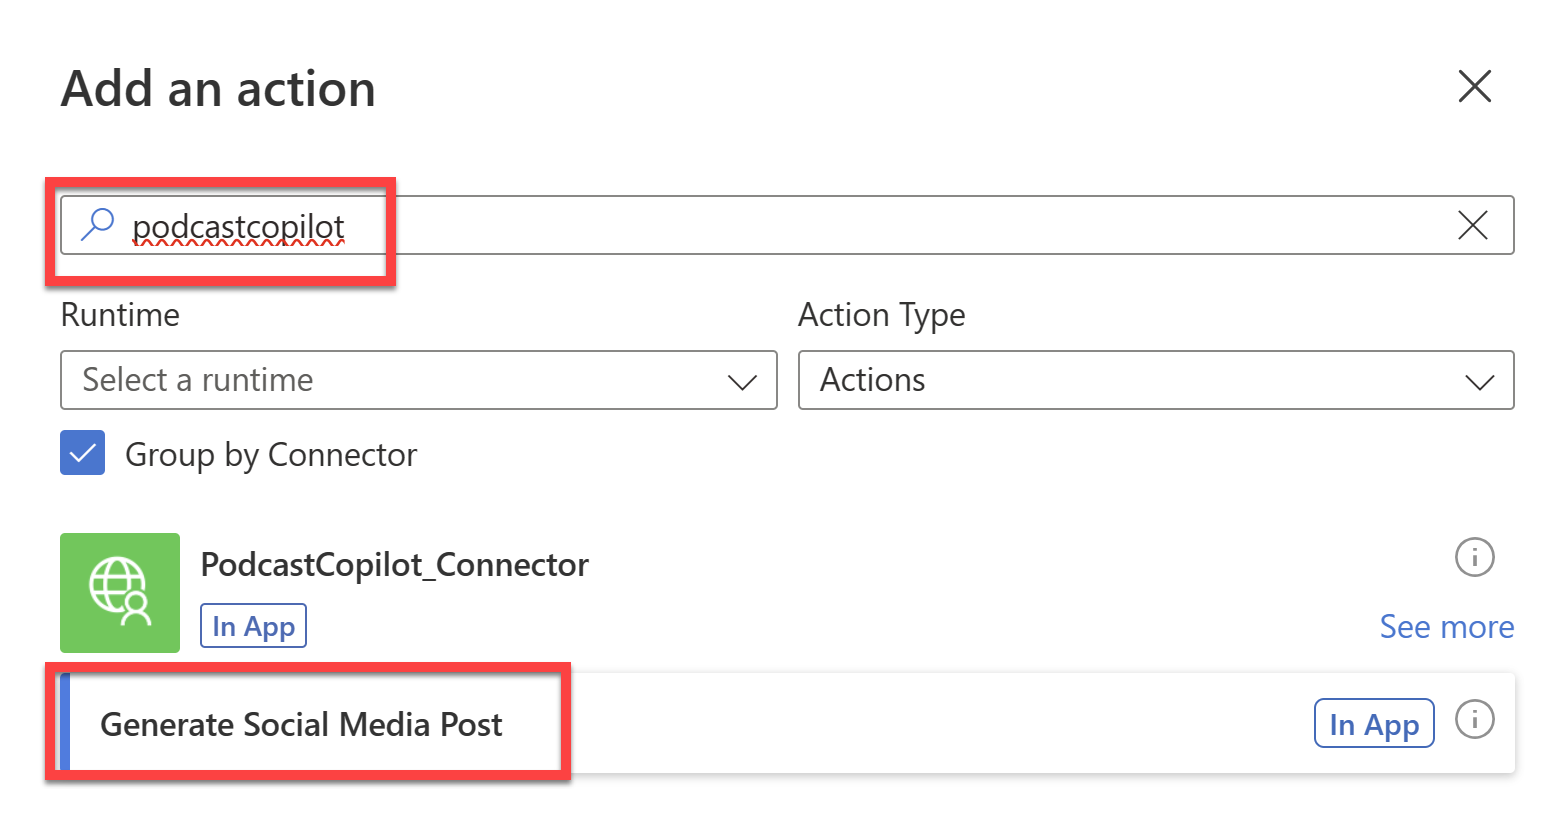 Add an action
podcastcopilot
Runtime
Action Type
Select a runtime
Actions
Group by Connector
PodcastCopilot_Connector
In App
See more
Generate Social Media Post
In App